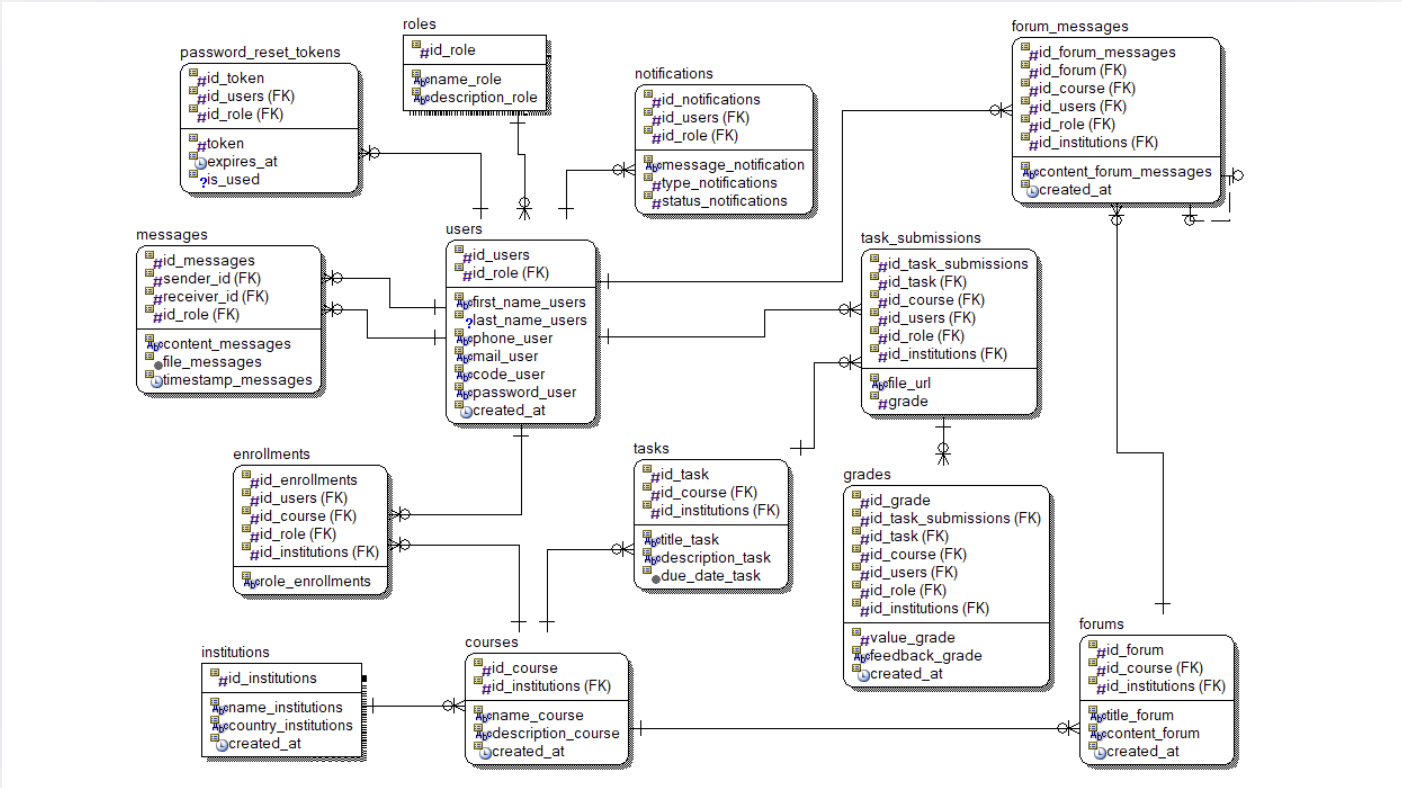 roles
#id_role
name_role
description_role
password_reset_tokens
#id_token
#id_users (FK)
#id_role (FK)
#token
expires_at
?is_used
notifications
#id_notifications
#id_users (FK)
#id_role (FK)
message_notification
#type_notifications
#status_notifications
forum_messages
#id_forum_messages
#id_forum (FK)
#id_course (FK)
#id_users (FK)
#id_role (FK)
#id_institutions (FK)
content_forum_messages
created_at
messages
#id_messages
#sender_id (FK)
#receiver_id (FK)
#id_role (FK)
content_messages
file_messages
timestamp_messages
users
#id_users
#id_role (FK)
first_name_users
?last_name_users
phone_user
mail_user
code_user
password_user
created_at
task_submissions
#id_task_submissions
#id_task (FK)
#id_course (FK)
#id_users (FK)
#id_role (FK)
#id_institutions (FK)
file_url
#grade
enrollments
#id_enrollments
#id_users (FK)
#id_course (FK)
#id_role (FK)
#id_institutions (FK)
role_enrollments
tasks
#id_task
#id_course (FK)
#id_institutions (FK)
title_task
description_task
due_date_task
grades
#id_grade
#id_task_submissions (FK)
#id_task (FK)
#id_course (FK)
#id_users (FK)
#id_role (FK)
#id_institutions (FK)
#value_grade
feedback_grade
created_at
institutions
#id_institutions
name_institutions
country_institutions
created_at
courses
#id_course
#id_institutions (FK)
name_course
description_course
created_at
forums
#id_forum
#id_course (FK)
#id_institutions (FK)
title_forum
content_forum
created_at